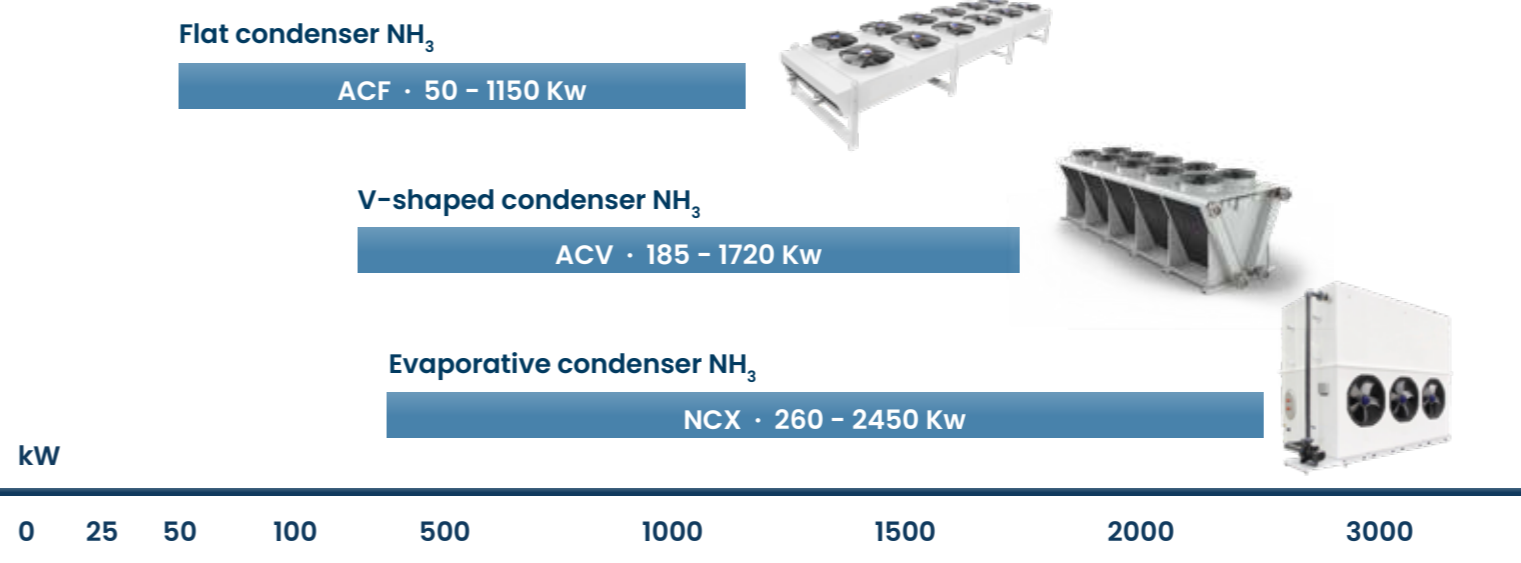 Flat condenser NH₃
ACF · 50 - 1150 Kw
V-shaped condenser NH₃
ACV · 185 - 1720 Kw
Evaporative condenser NH₃
NCX · 260 - 2450 Kw
kW
0 25 50 100 500 1000 1500 2000 3000